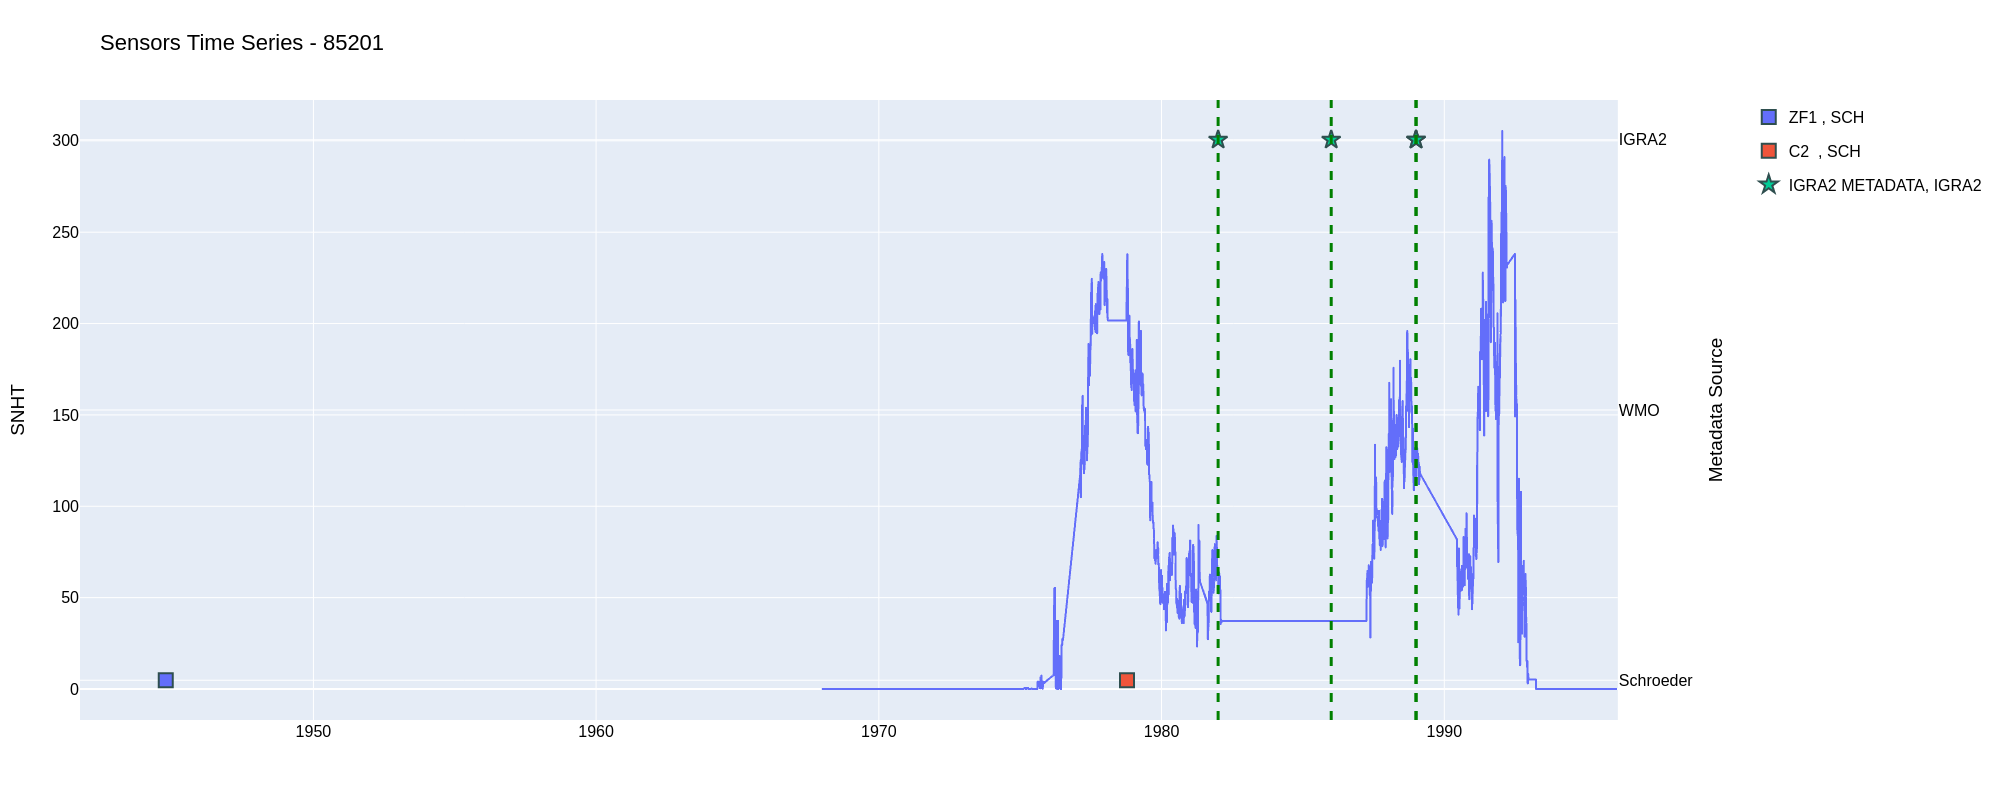 Sensors Time Series - 85201
SNHT
300
250
200
150
100
50
0
1950
1960
1970
1980
1990
IGRA2
WMO
Schroeder
Metadata Source
ZF1 , SCH
C2  , SCH
IGRA2 METADATA, IGRA2